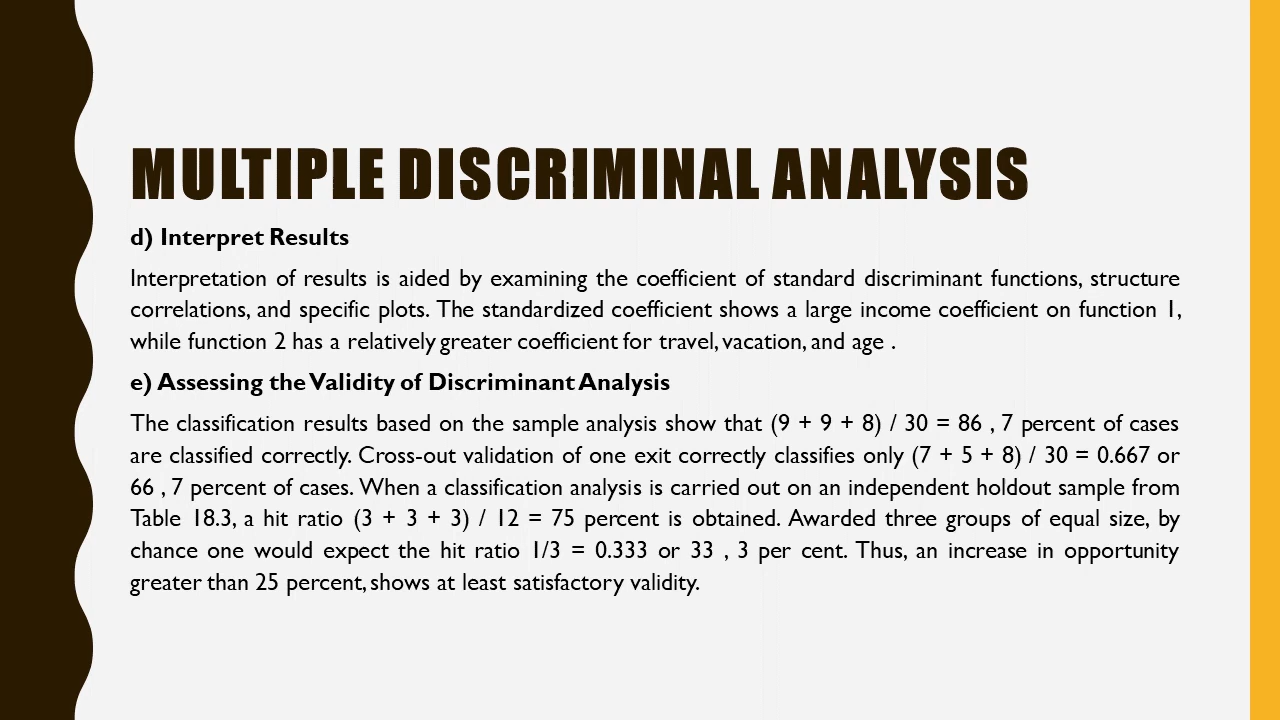 MULTIPLE DISCRIMINAL ANALYSIS
d) Interpret Results
Interpretation of results is aided by examining the coefficient of standard discriminant functions, structure
correlations, and specific plots. The standardized coefficient shows a large income coefficient on function 1,
while function 2 has a relatively greater coefficient for travel, vacation, and age .
e) Assessing the Validity of Discriminant Analysis
The classification results based on the sample analysis show that (9 + 9 + 8) / 30 = 86 , 7 percent of cases
are classified correctly. Cross-out validation of one exit correctly classifies only (7 + 5 + 8) / 30 = 0.667 or
66 , 7 percent of cases. When a classification analysis is carried out on an independent holdout sample from
Table 18.3, a hit ratio (3 + 3 + 3) / 12 = 75 percent is obtained. Awarded three groups of equal size, by
chance one would expect the hit ratio 1/3 = 0.333 or 33 , 3 per cent. Thus, an increase in opportunity
greater than 25 percent, shows at least satisfactory validity.